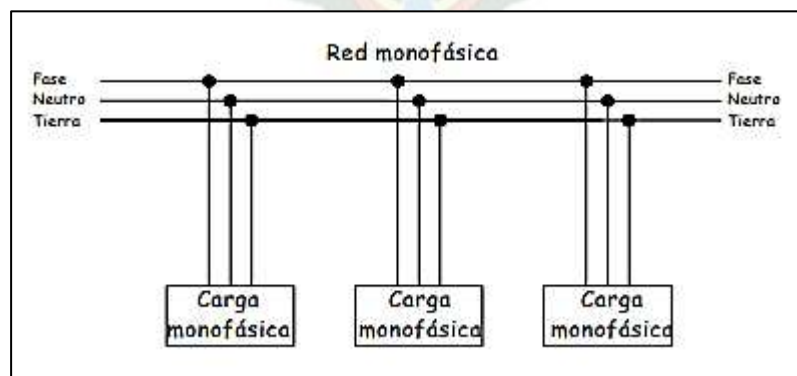 Red monofásica
Fase Fase
Neutro Neutro
Tierra Tierra
Carga Carga Carga
monofásica monofásica monofásica